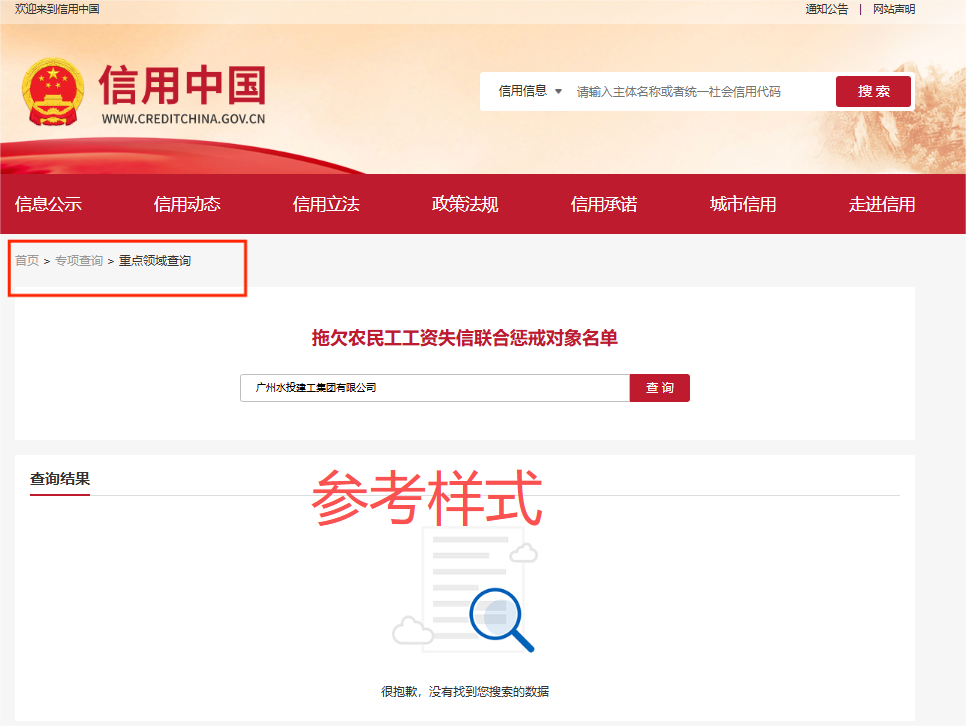 欢迎来到信用中国
通知公告 | 网站声明
信用中国
WWW.CREDITCHINA.GOV.CN
信用信息 请输入主体名称或者统一社会信用代码 搜索
信息公示 信用动态 信用立法 政策法规 信用承诺 城市信用 走进信用
首页 > 专项查询 > 重点领域查询
拖欠农民工工资失信联合惩戒对象名单
广州水投建工集团有限公司 查询
查询结果
参考样式
很抱歉，没有找到您搜索的数据